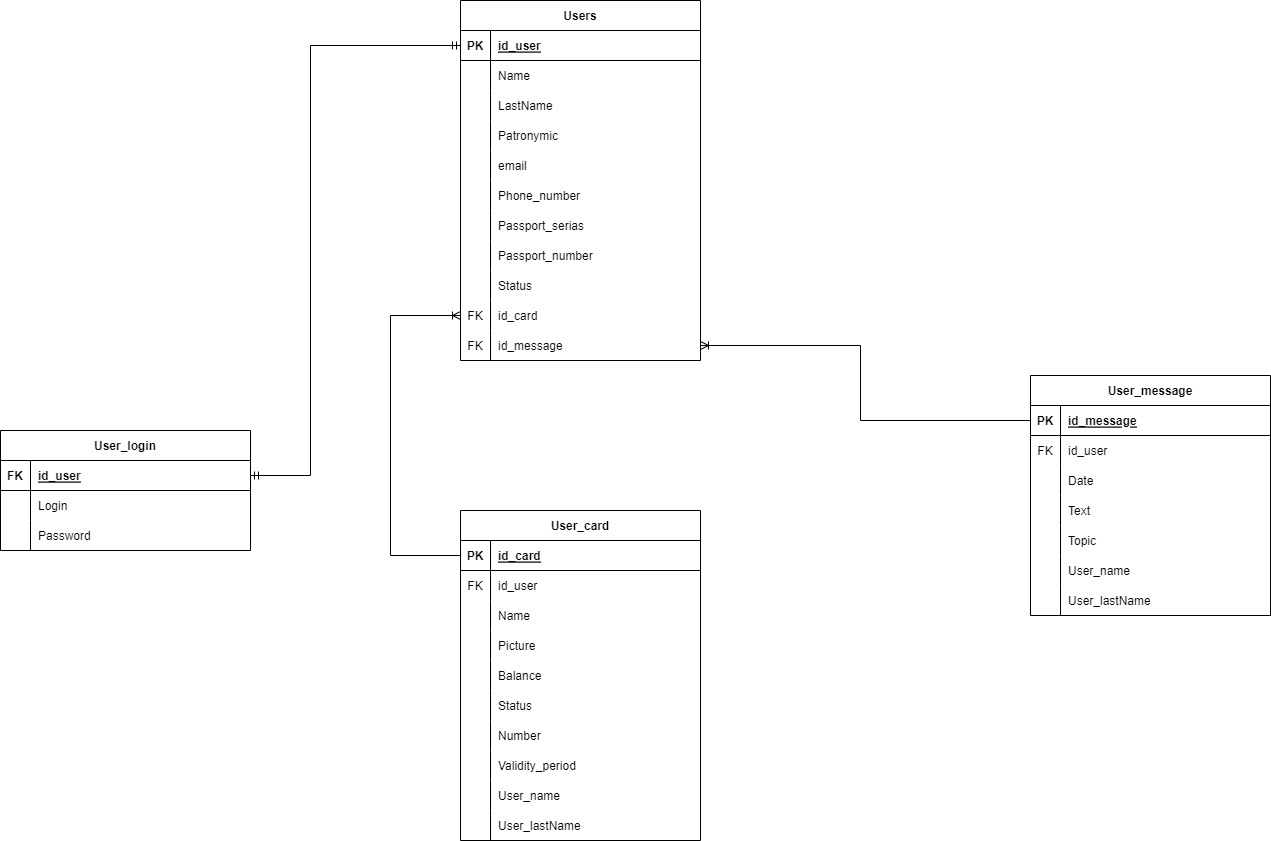 Users
PK id_user
Name
LastName
Patronymic
email
Phone_number
Passport_serias
Passport_number
Status
FK id_card
FK id_message
User_message
PK id_message
FK id_user
Date
Text
Topic
User_name
User_lastName
User_login
FK id_user
Login
Password
User_card
PK id_card
FK id_user
Name
Picture
Balance
Status
Number
Validity_period
User_name
User_lastName